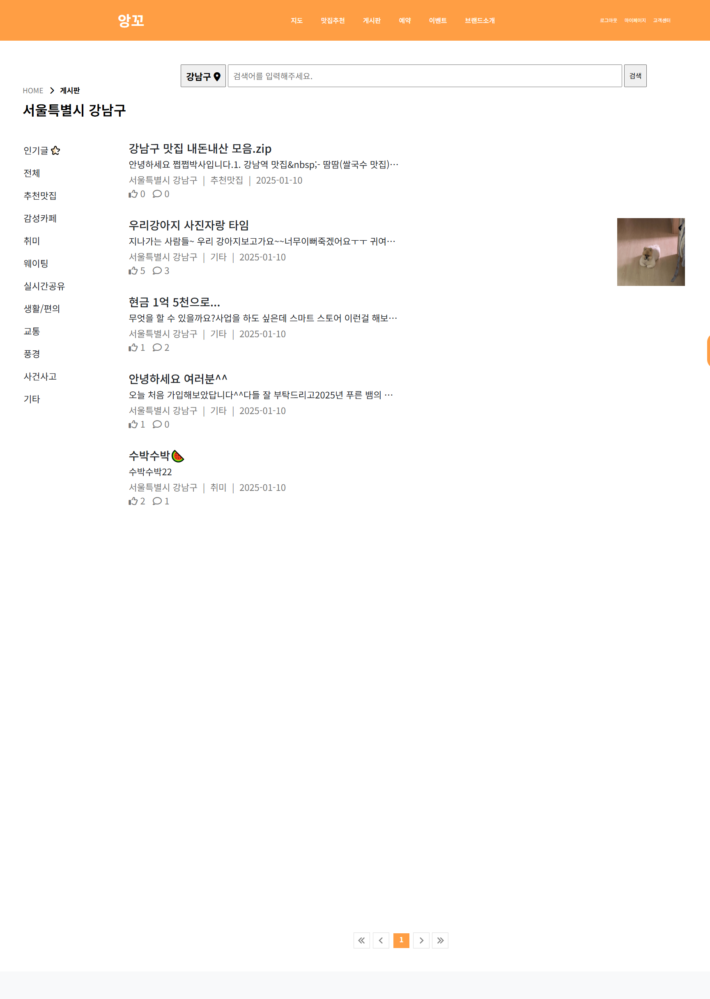 앙꼬
지도 맛집추천 게시판 예약 이벤트 브랜드소개
로그아웃 마이페이지 고객센터
강남구 검색어를 입력해주세요. 검색
HOME 게시판
서울특별시 강남구
인기글
전체
추천맛집
감성카페
취미
웨이팅
실시간공유
생활/편의
교통
풍경
사건사고
기타
강남구 맛집 내돈내산 모음.zip
안녕하세요 쩝쩝박사입니다.1. 강남역 맛집&nbsp;- 땀땀(쌀국수 맛집)…
서울특별시 강남구 | 추천맛집 | 2025-01-10
0 0
우리강아지 사진자랑 타임
지나가는 사람들~ 우리 강아지보고가요~~너무이뻐죽겠어요ㅜㅜ 귀여…
서울특별시 강남구 | 기타 | 2025-01-10
5 3
현금 1억 5천으로...
무엇을 할 수 있을까요?사업을 하도 싶은데 스마트 스토어 이런걸 해보…
서울특별시 강남구 | 기타 | 2025-01-10
1 2
안녕하세요 여러분^^
오늘 처음 가입해보았답니다^^다들 잘 부탁드리고2025년 푸른 뱀의 …
서울특별시 강남구 | 기타 | 2025-01-10
1 0
수박수박🍉
수박수박22
서울특별시 강남구 | 취미 | 2025-01-10
2 1
1